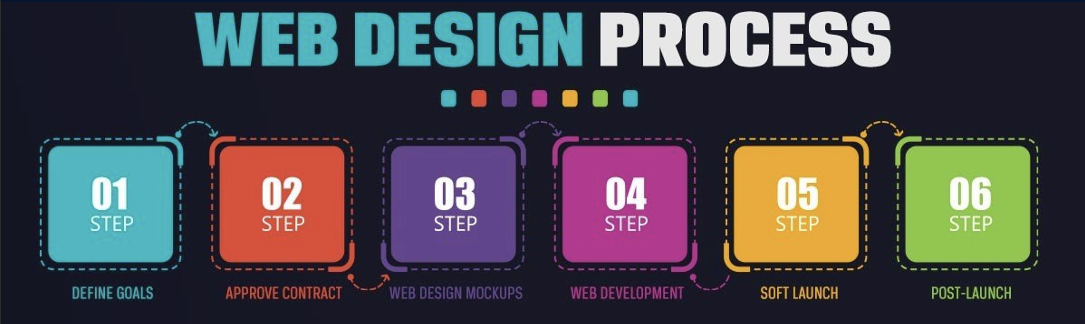 WEB DESIGN PROCESS
01
STEP
DEFINE GOALS
02
STEP
APPROVE CONTRACT
03
STEP
WEB DESIGN MOCKUPS
04
STEP
WEB DEVELOPMENT
05
STEP
SOFT LAUNCH
06
STEP
POST-LAUNCH